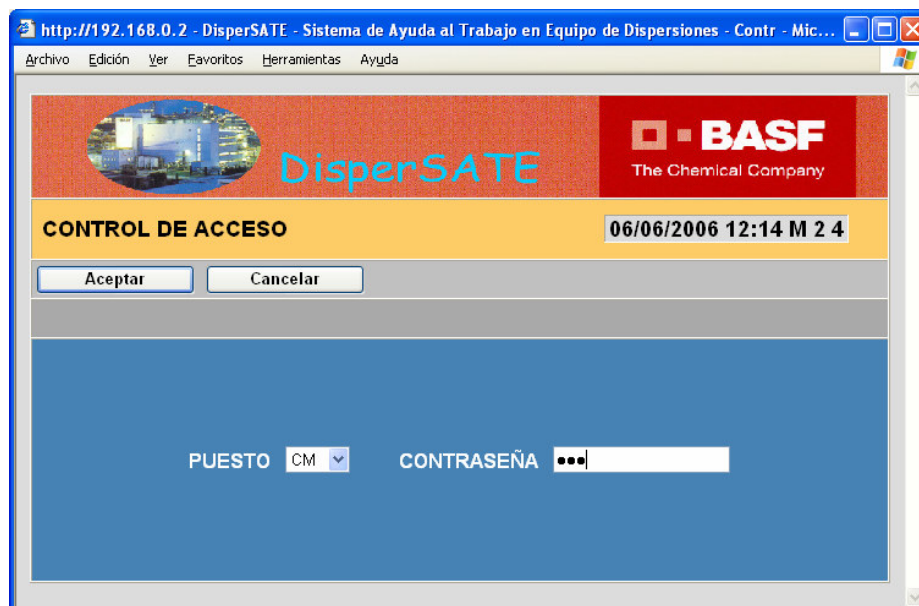 http://192.168.0.2 - DisperSATE - Sistema de Ayuda al Trabajo en Equipo de Dispersiones - Contr - Mic...
Archivo Edición Ver Favoritos Herramientas Ayuda
DisperSATE
BASF
The Chemical Company
CONTROL DE ACCESO 06/06/2006 12:14 M 2 4
Aceptar Cancelar
PUESTO CM CONTRASEÑA •••